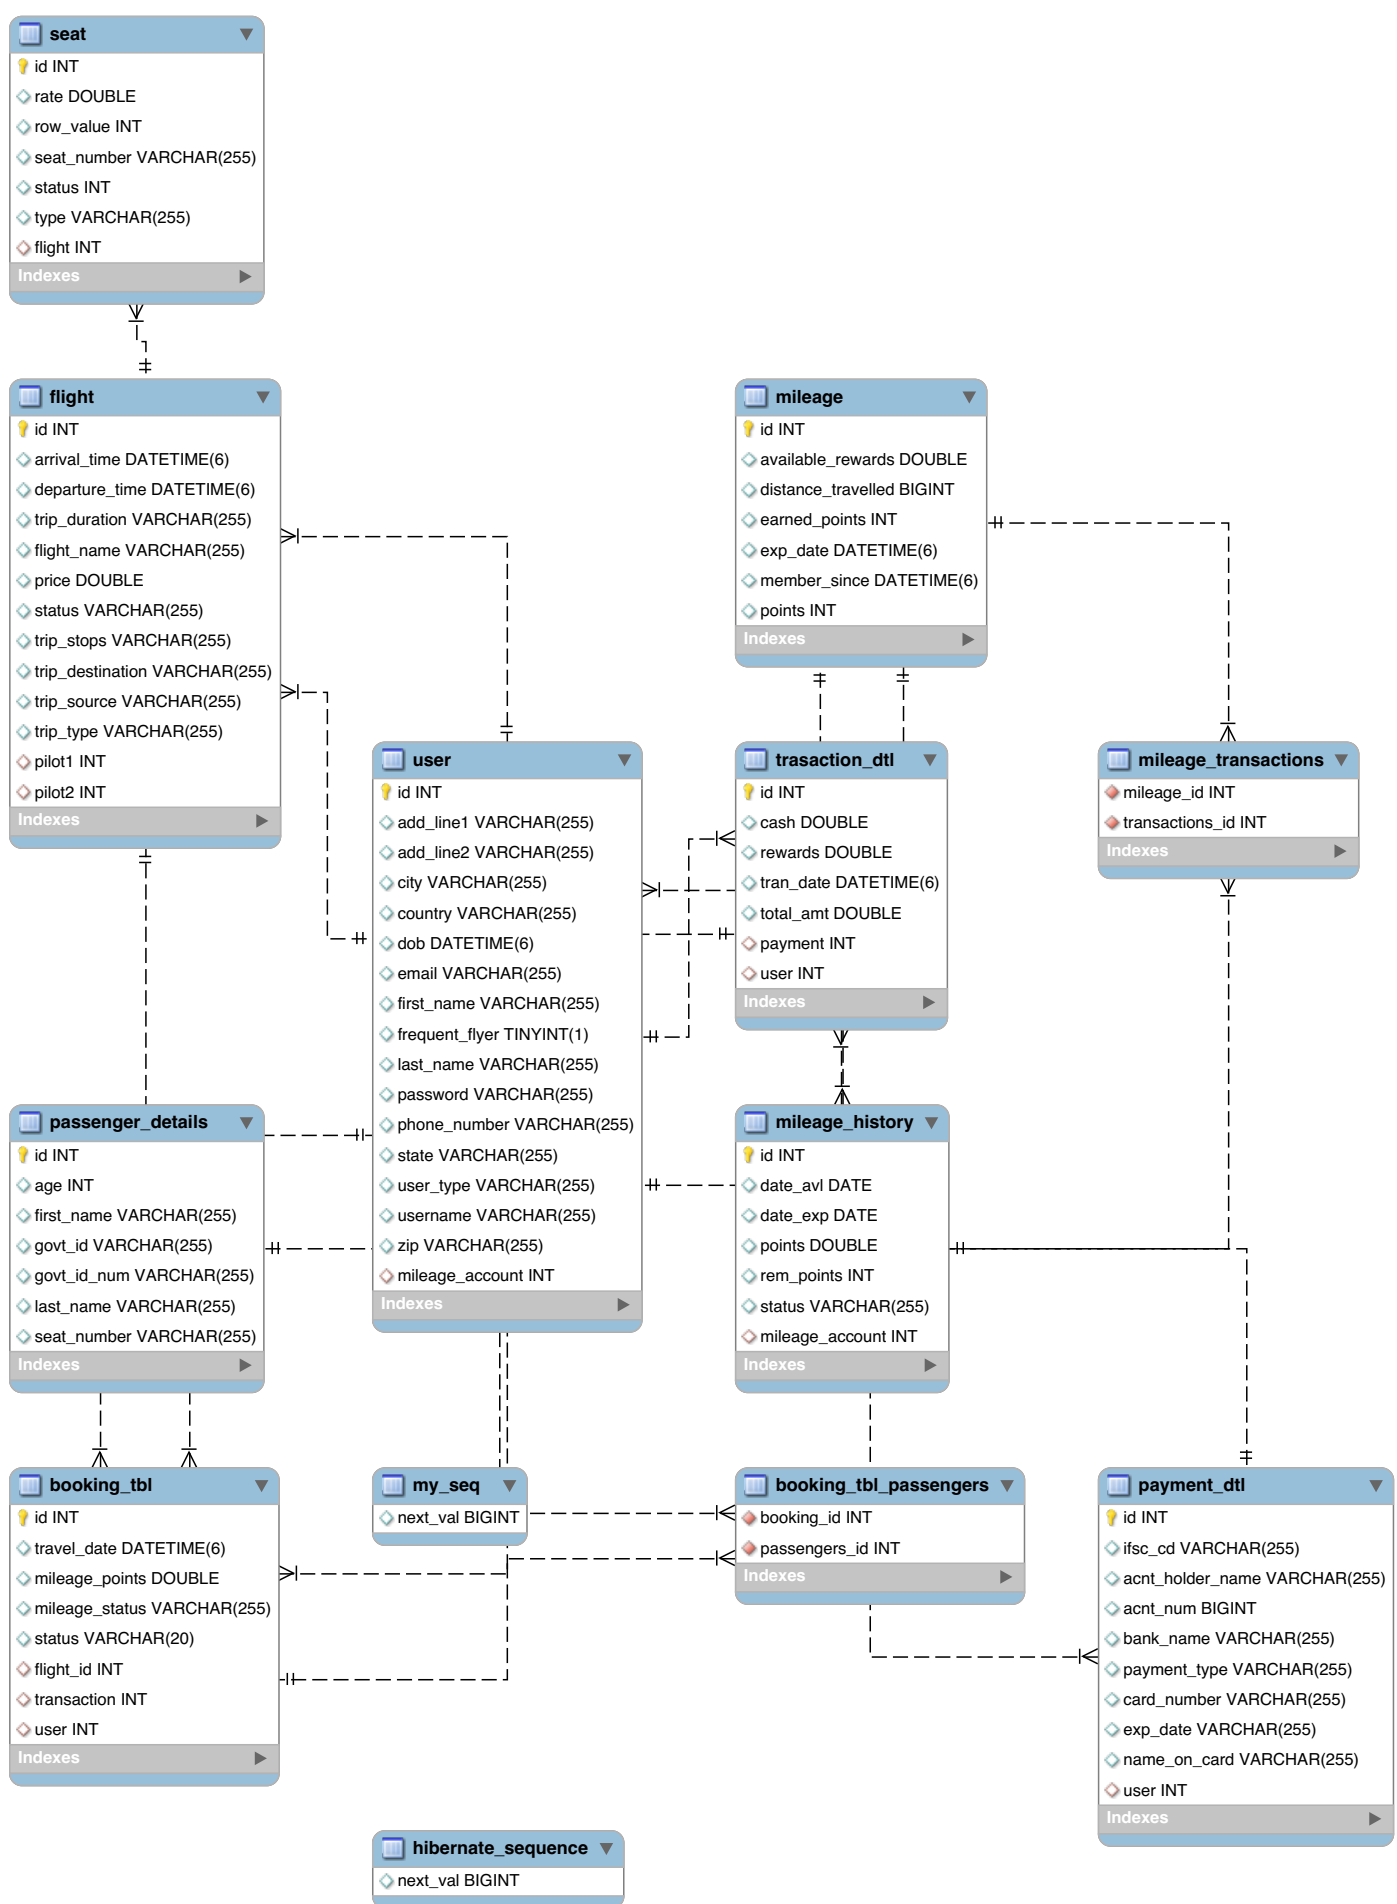 seat
id INT
rate DOUBLE
row_value INT
seat_number VARCHAR(255)
status INT
type VARCHAR(255)
flight INT
Indexes
flight
id INT
arrival_time DATETIME(6)
departure_time DATETIME(6)
trip_duration VARCHAR(255)
flight_name VARCHAR(255)
price DOUBLE
status VARCHAR(255)
trip_stops VARCHAR(255)
trip_destination VARCHAR(255)
trip_source VARCHAR(255)
trip_type VARCHAR(255)
pilot1 INT
pilot2 INT
Indexes
mileage
id INT
available_rewards DOUBLE
distance_travelled BIGINT
earned_points INT
exp_date DATETIME(6)
member_since DATETIME(6)
points INT
Indexes
user
id INT
add_line1 VARCHAR(255)
add_line2 VARCHAR(255)
city VARCHAR(255)
country VARCHAR(255)
dob DATETIME(6)
email VARCHAR(255)
first_name VARCHAR(255)
frequent_flyer TINYINT(1)
last_name VARCHAR(255)
password VARCHAR(255)
phone_number VARCHAR(255)
state VARCHAR(255)
user_type VARCHAR(255)
username VARCHAR(255)
zip VARCHAR(255)
mileage_account INT
Indexes
trasaction_dtl
id INT
cash DOUBLE
rewards DOUBLE
tran_date DATETIME(6)
total_amt DOUBLE
payment INT
user INT
Indexes
mileage_transactions
mileage_id INT
transactions_id INT
Indexes
passenger_details
id INT
age INT
first_name VARCHAR(255)
govt_id VARCHAR(255)
govt_id_num VARCHAR(255)
last_name VARCHAR(255)
seat_number VARCHAR(255)
Indexes
mileage_history
id INT
date_avl DATE
date_exp DATE
points DOUBLE
rem_points INT
status VARCHAR(255)
mileage_account INT
Indexes
booking_tbl
id INT
travel_date DATETIME(6)
mileage_points DOUBLE
mileage_status VARCHAR(255)
status VARCHAR(20)
flight_id INT
transaction INT
user INT
Indexes
my_seq
next_val BIGINT
booking_tbl_passengers
booking_id INT
passengers_id INT
Indexes
payment_dtl
id INT
ifsc_cd VARCHAR(255)
acnt_holder_name VARCHAR(255)
acnt_num BIGINT
bank_name VARCHAR(255)
payment_type VARCHAR(255)
card_number VARCHAR(255)
exp_date VARCHAR(255)
name_on_card VARCHAR(255)
user INT
Indexes
hibernate_sequence
next_val BIGINT